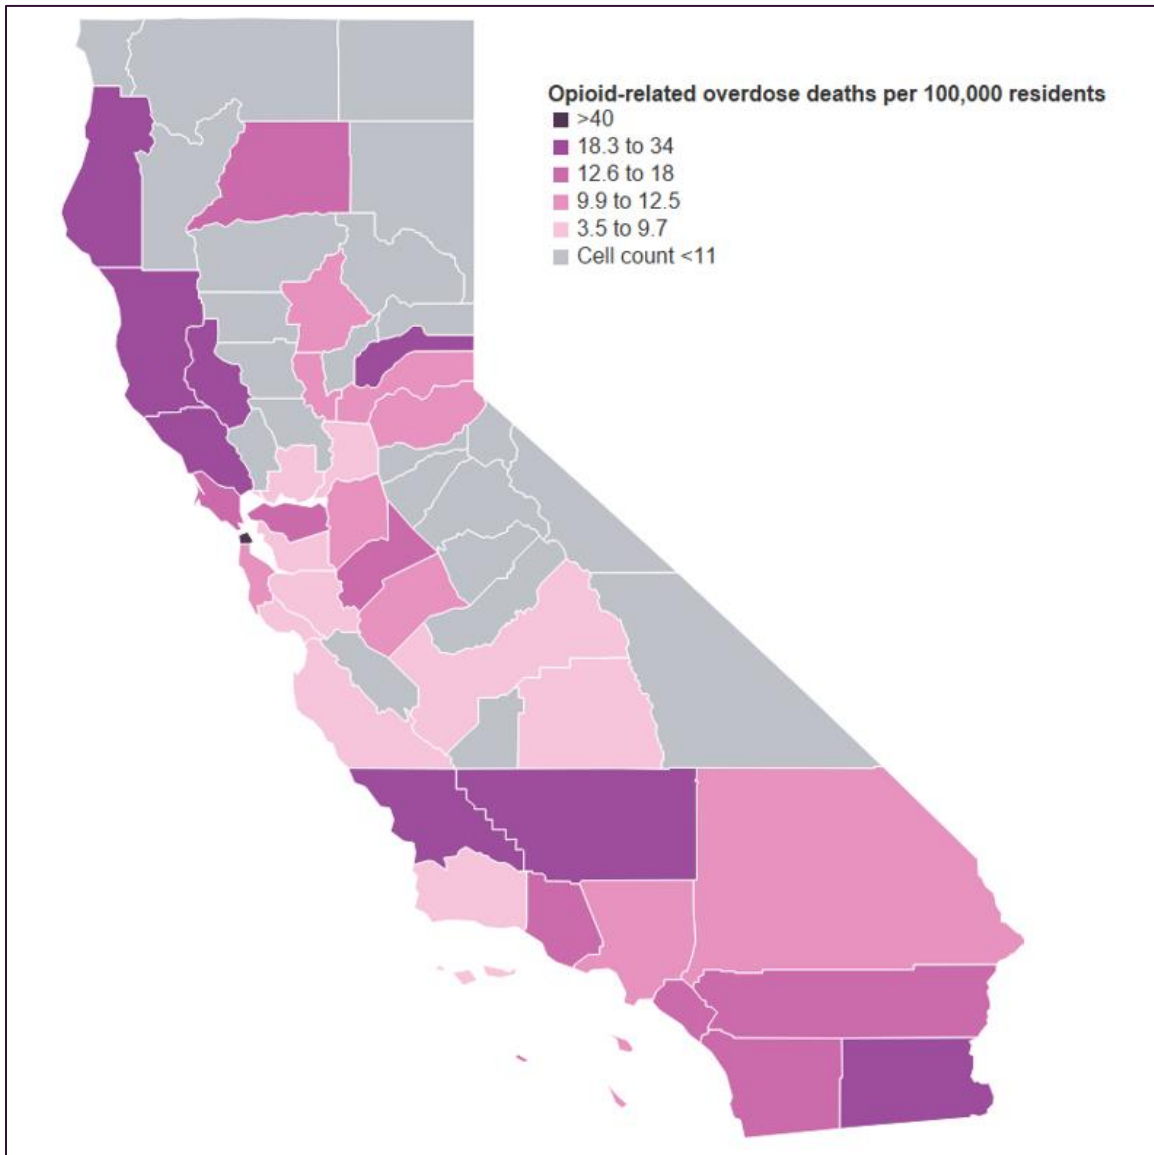 Opioid-related overdose deaths per 100,000 residents
>40
18.3 to 34
12.6 to 18
9.9 to 12.5
3.5 to 9.7
Cell count <11